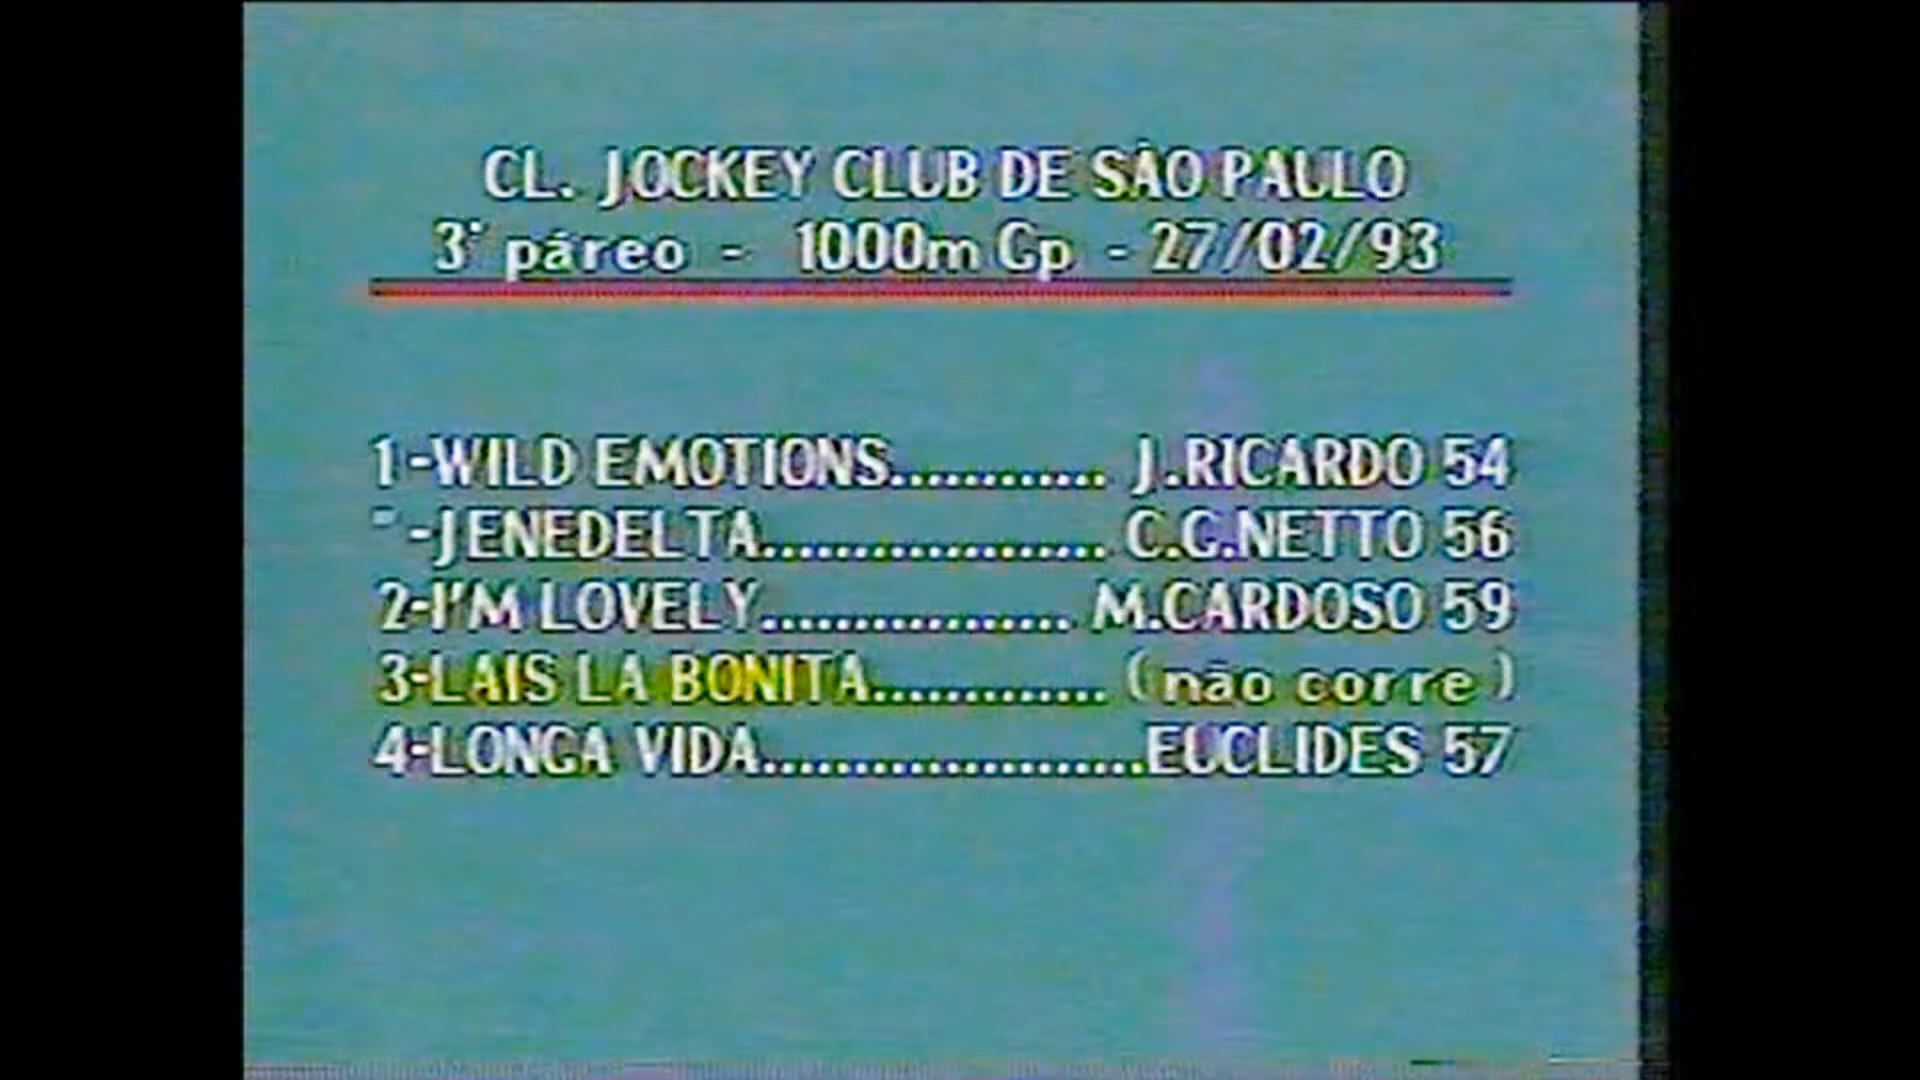 CL. JOCKEY CLUB DE SÃO PAULO
3° páreo - 1000m Gp - 27/02/93
1-WILD EMOTIONS............ J.RICARDO 54
" -JENEDELTA................... C.G.NETTO 56
2-I'M LOVELY................. M.CARDOSO 59
3-LAIS LA BONITA............. (não corre)
4-LONGA VIDA.....................EUCLIDES 57